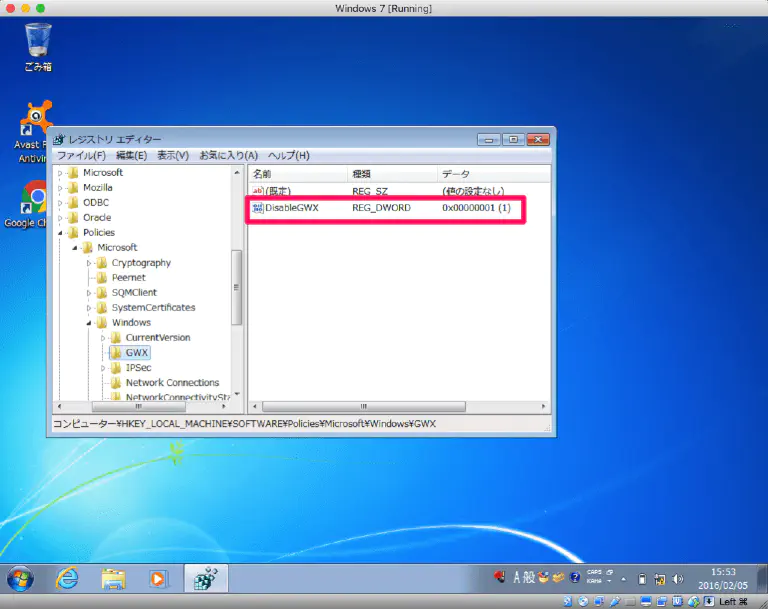 Windows 7 [Running]
ごみ箱
Avast
Antivir
Google Ch
レジストリ エディター
ファイル(F) 編集(E) 表示(V) お気に入り(A) ヘルプ(H)
Microsoft
Mozilla
ODBC
Oracle
Policies
Microsoft
Cryptography
Peernet
SQMClient
SystemCertificates
Windows
CurrentVersion
GWX
IPSec
Network Connections
NetworkConnectivitySta
名前 種類 データ
(既定) REG_SZ (値の設定なし)
DisableGWX REG_DWORD 0x00000001 (1)
コンピューター¥HKEY_LOCAL_MACHINE¥SOFTWARE¥Policies¥Microsoft¥Windows¥GWX
A 般
CAPS
KANA
15:53
2016/02/05
Left ⌘